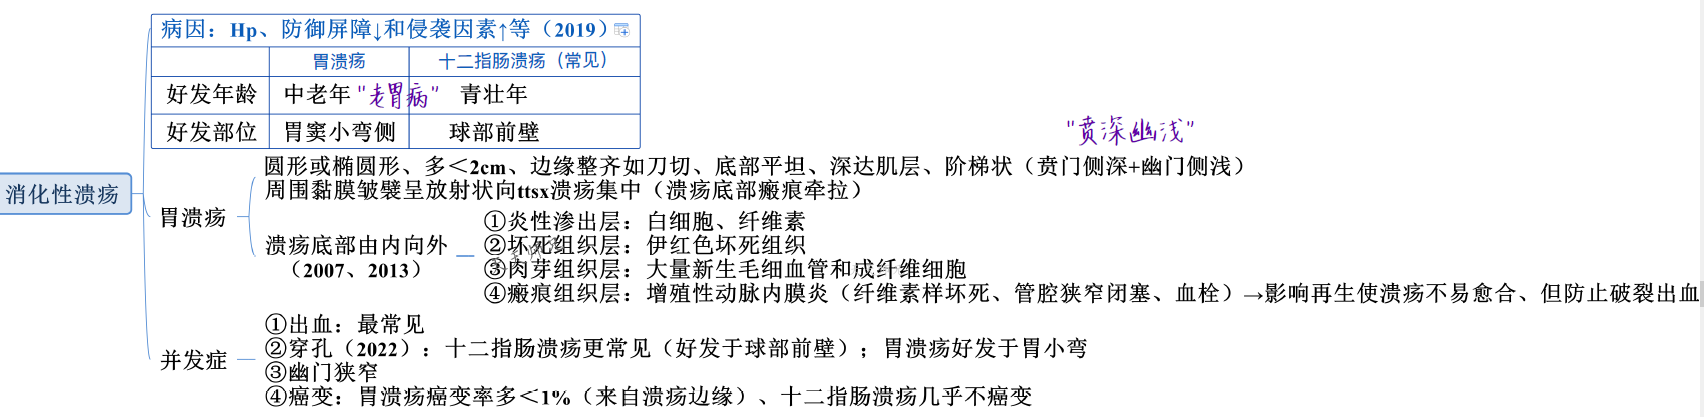 病因：Hp、防御屏障↓和侵袭因素↑等（2019）
胃溃疡 十二指肠溃疡（常见）
好发年龄 中老年 "老胃病" 青壮年
好发部位 胃窦小弯侧 球部前壁
"贲深幽浅"
圆形或椭圆形、多＜2cm、边缘整齐如刀切、底部平坦、深达肌层、阶梯状（贲门侧深+幽门侧浅）
周围黏膜皱襞呈放射状向ttsx溃疡集中（溃疡底部瘢痕牵拉）
消化性溃疡
胃溃疡
溃疡底部由内向外
（2007、2013）
①炎性渗出层：白细胞、纤维素
②坏死组织层：伊红色坏死组织
③肉芽组织层：大量新生毛细血管和成纤维细胞
④瘢痕组织层：增殖性动脉内膜炎（纤维素样坏死、管腔狭窄闭塞、血栓）→影响再生使溃疡不易愈合、但防止破裂出血
并发症
①出血：最常见
②穿孔（2022）：十二指肠溃疡更常见（好发于球部前壁）；胃溃疡好发于胃小弯
③幽门狭窄
④癌变：胃溃疡癌变率多＜1%（来自溃疡边缘）、十二指肠溃疡几乎不癌变